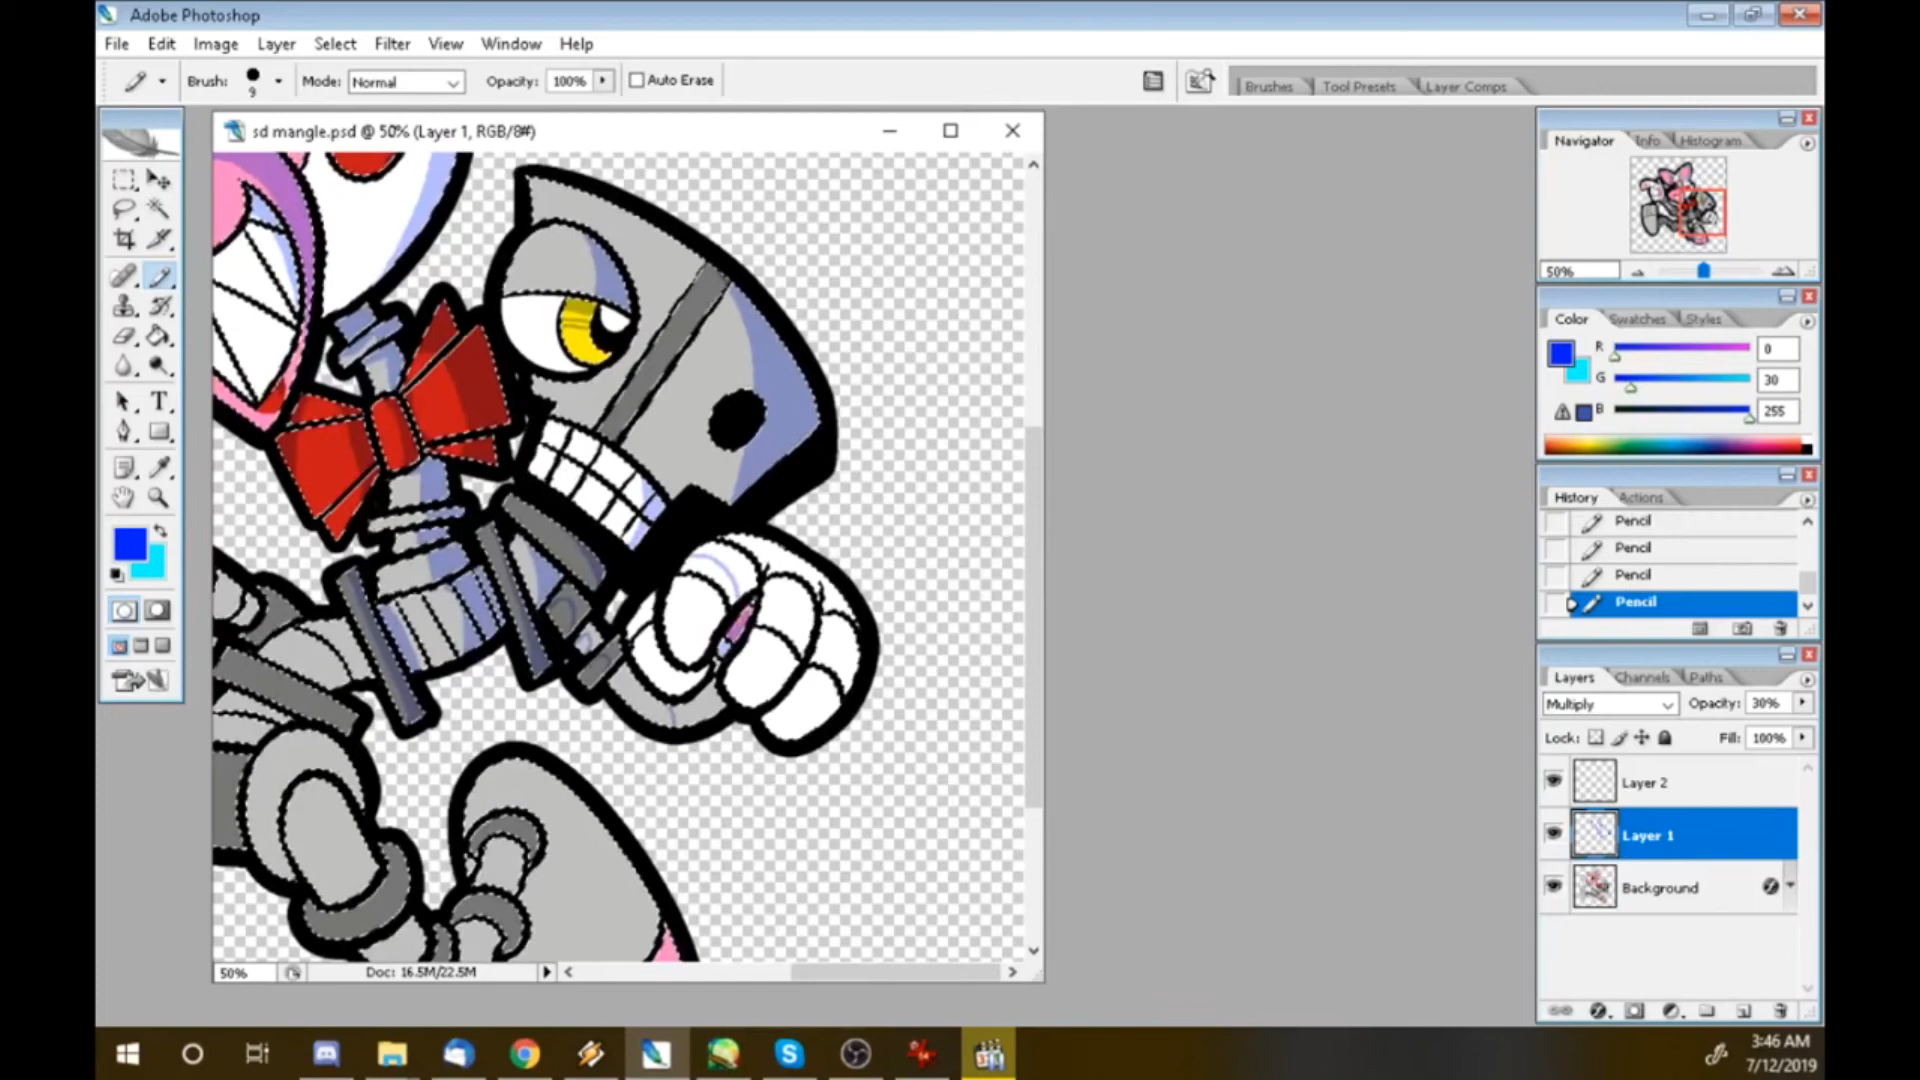 Adobe Photoshop
File Edit Image Layer Select Filter View Window Help
Brush: 9 Mode: Normal Opacity: 100% Auto Erase
Brushes Tool Presets Layer Comps
sd mangle.psd @ 50% (Layer 1, RGB/8#)
Navigator Info Histogram
50%
Color Swatches Styles
R 0
G 30
B 255
History Actions
Pencil
Pencil
Pencil
Pencil
Layers Channels Paths
Multiply Opacity: 30%
Lock: Fill: 100%
Layer 2
Layer 1
Background
50% Doc: 16.5M/22.5M
3:46 AM
7/12/2019